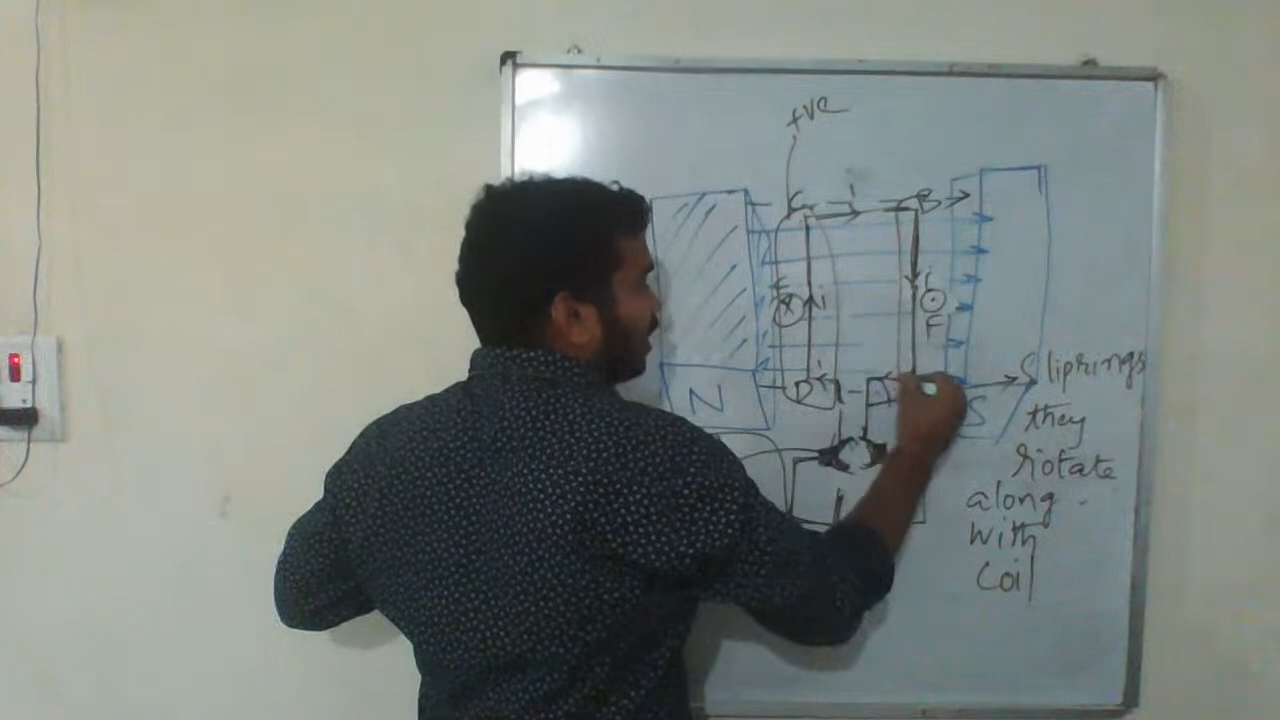 +ve
i
C
B
i
i
F
F
i
D
N
S
Sliprings
they
rotate
along
with
coil